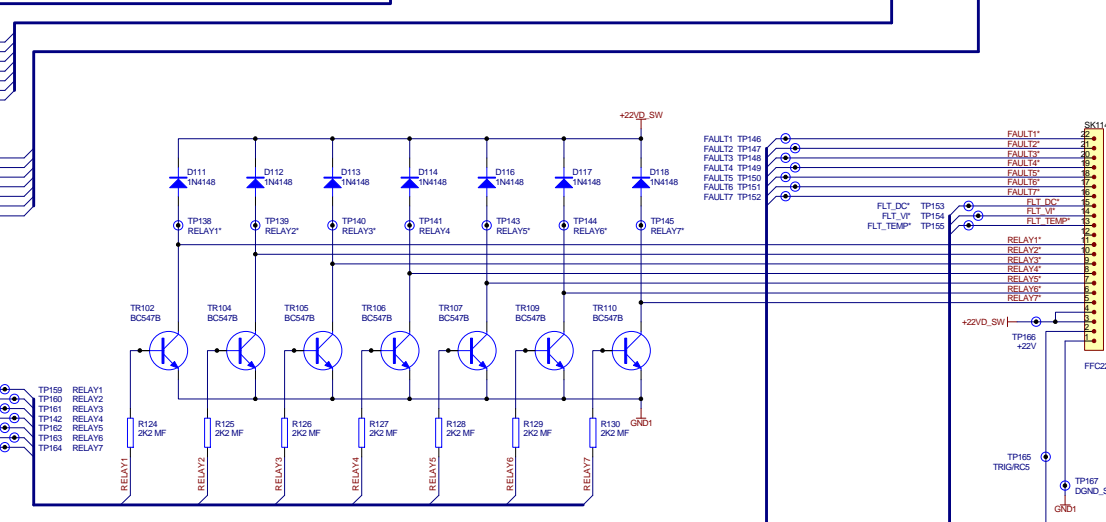 +22VD_SW
D111
1N4148
D112
1N4148
D113
1N4148
D114
1N4148
D116
1N4148
D117
1N4148
D118
1N4148
TP138
RELAY1*
TP139
RELAY2*
TP140
RELAY3*
TP141
RELAY4
TP143
RELAY5*
TP144
RELAY6*
TP145
RELAY7*
TR102
BC547B
TR104
BC547B
TR105
BC547B
TR106
BC547B
TR107
BC547B
TR109
BC547B
TR110
BC547B
R124
2K2 MF
R125
2K2 MF
R126
2K2 MF
R127
2K2 MF
R128
2K2 MF
R129
2K2 MF
R130
2K2 MF
GND1
RELAY1
RELAY2
RELAY3
RELAY4
RELAY5
RELAY6
RELAY7
TP159 RELAY1
TP160 RELAY2
TP161 RELAY3
TP142 RELAY4
TP162 RELAY5
TP163 RELAY6
TP164 RELAY7
FAULT1 TP146
FAULT2 TP147
FAULT3 TP148
FAULT4 TP149
FAULT5 TP150
FAULT6 TP151
FAULT7 TP152
FLT_DC* TP153
FLT_VI* TP154
FLT_TEMP* TP155
SK114
FAULT1* 22
FAULT2* 21
FAULT3* 20
FAULT4* 19
FAULT5* 18
FAULT6* 17
FAULT7* 16
FLT_DC* 15
FLT_VI* 14
FLT_TEMP* 13
12
RELAY1* 11
RELAY2* 10
RELAY3* 9
RELAY4* 8
RELAY5* 7
RELAY6* 6
RELAY7* 5
4
+22VD_SW 3
2
1
TP166
+22V
FFC22
TP165
TRIG/RC5
TP167
DGND_S
GND1